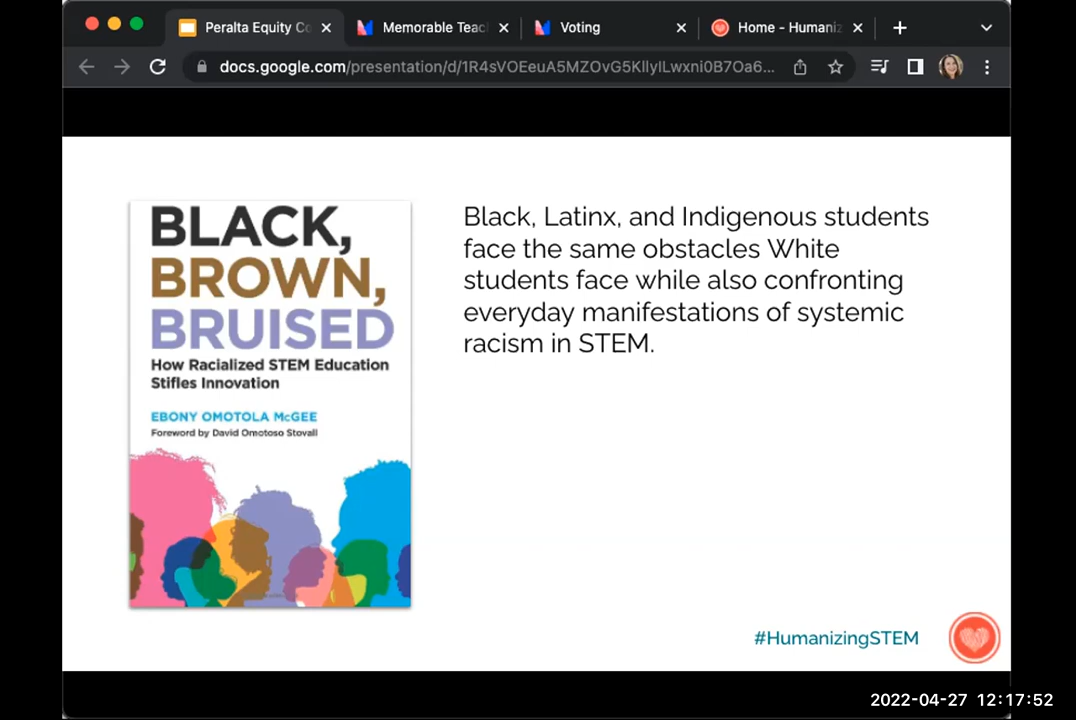 Peralta Equity Co
Memorable Teac
Voting
Home - Humaniz
docs.google.com/presentation/d/1R4sVOEeuA5MZOvG5KIlyILwxni0B7Oa6...
BLACK,
BROWN,
BRUISED
How Racialized STEM Education
Stifles Innovation
EBONY OMOTOLA McGEE
Foreword by David Omotoso Stovall
Black, Latinx, and Indigenous students
face the same obstacles White
students face while also confronting
everyday manifestations of systemic
racism in STEM.
#HumanizingSTEM
2022-04-27 12:17:52